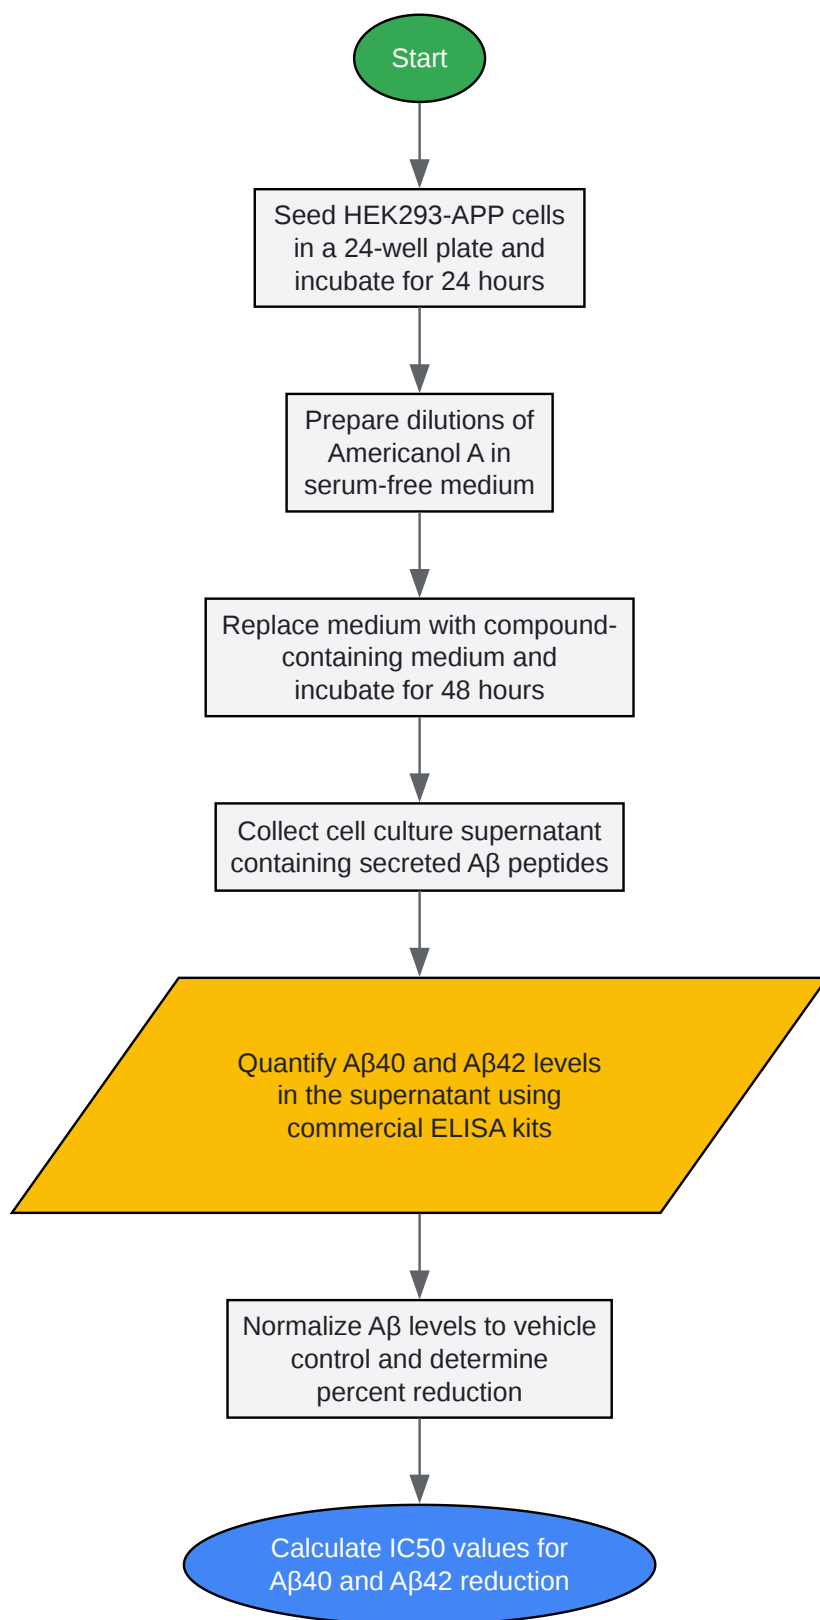 Start
Seed HEK293-APP cells
in a 24-well plate and
incubate for 24 hours
Prepare dilutions of
Americanol A in
serum-free medium
Replace medium with compound-
containing medium and
incubate for 48 hours
Collect cell culture supernatant
containing secreted Aβ peptides
Quantify Aβ40 and Aβ42 levels
in the supernatant using
commercial ELISA kits
Normalize Aβ levels to vehicle
control and determine
percent reduction
Calculate IC50 values for
Aβ40 and Aβ42 reduction